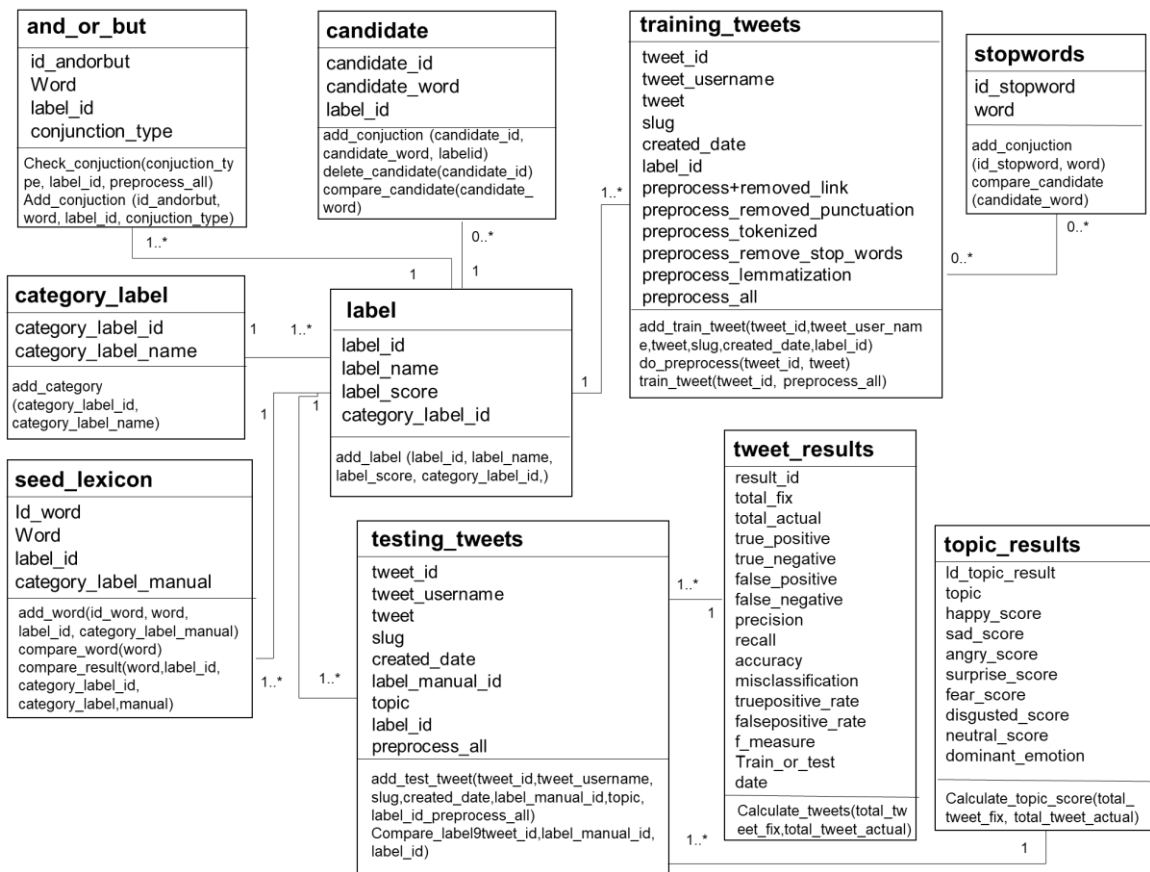 and_or_but
id_andorbut
Word
label_id
conjunction_type
Check_conjuction(conjuction_ty
pe, label_id, preprocess_all)
Add_conjuction (id_andorbut,
word, label_id, conjuction_type)
1..*
1
candidate
candidate_id
candidate_word
label_id
add_conjuction (candidate_id,
candidate_word, labelid)
delete_candidate(candidate_id)
compare_candidate(candidate_
word)
0..*
1
training_tweets
tweet_id
tweet_username
tweet
slug
created_date
label_id
preprocess+removed_link
preprocess_removed_punctuation
preprocess_tokenized
preprocess_remove_stop_words
preprocess_lemmatization
preprocess_all
add_train_tweet(tweet_id,tweet_user_nam
e,tweet,slug,created_date,label_id)
do_preprocess(tweet_id, tweet)
train_tweet(tweet_id, preprocess_all)
1..*
1
stopwords
id_stopword
word
add_conjuction
(id_stopword, word)
compare_candidate
(candidate_word)
0..*
0..*
category_label
category_label_id
category_label_name
add_category
(category_label_id,
category_label_name)
1
1..*
label
label_id
label_name
label_score
category_label_id
add_label (label_id, label_name,
label_score, category_label_id,)
1
1
seed_lexicon
Id_word
Word
label_id
category_label_manual
add_word(id_word, word,
label_id, category_label_manual)
compare_word(word)
compare_result(word,label_id,
category_label_id,
category_label,manual)
1..*
1..*
testing_tweets
tweet_id
tweet_username
tweet
slug
created_date
label_manual_id
topic
label_id
preprocess_all
add_test_tweet(tweet_id,tweet_username,
slug,created_date,label_manual_id,topic,
label_id_preprocess_all)
Compare_label9tweet_id,label_manual_id,
label_id)
1..*
1
tweet_results
result_id
total_fix
total_actual
true_positive
true_negative
false_positive
false_negative
precision
recall
accuracy
misclassification
truepositive_rate
falsepositive_rate
f_measure
Train_or_test
date
Calculate_tweets(total_tw
eet_fix,total_tweet_actual)
1..*
topic_results
Id_topic_result
topic
happy_score
sad_score
angry_score
surprise_score
fear_score
disgusted_score
neutral_score
dominant_emotion
Calculate_topic_score(total_
tweet_fix, total_tweet_actual)
1